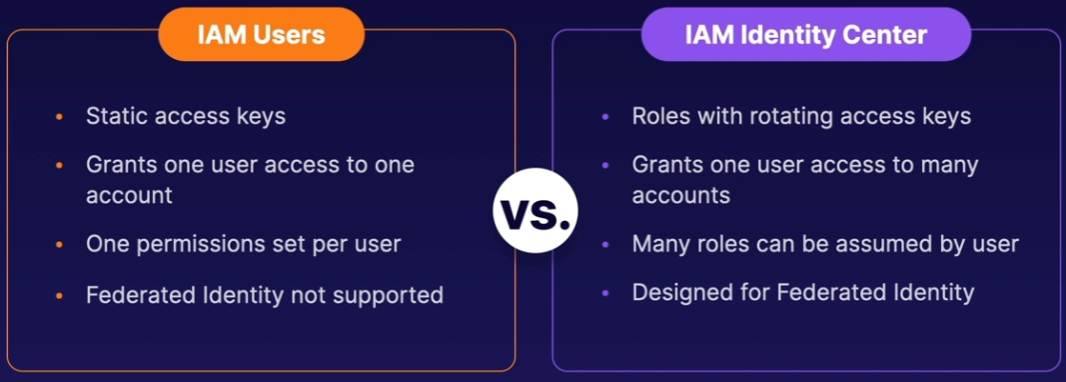 IAM Users
• Static access keys
• Grants one user access to one
account
• One permissions set per user
• Federated Identity not supported
vs.
IAM Identity Center
• Roles with rotating access keys
• Grants one user access to many
accounts
• Many roles can be assumed by user
• Designed for Federated Identity